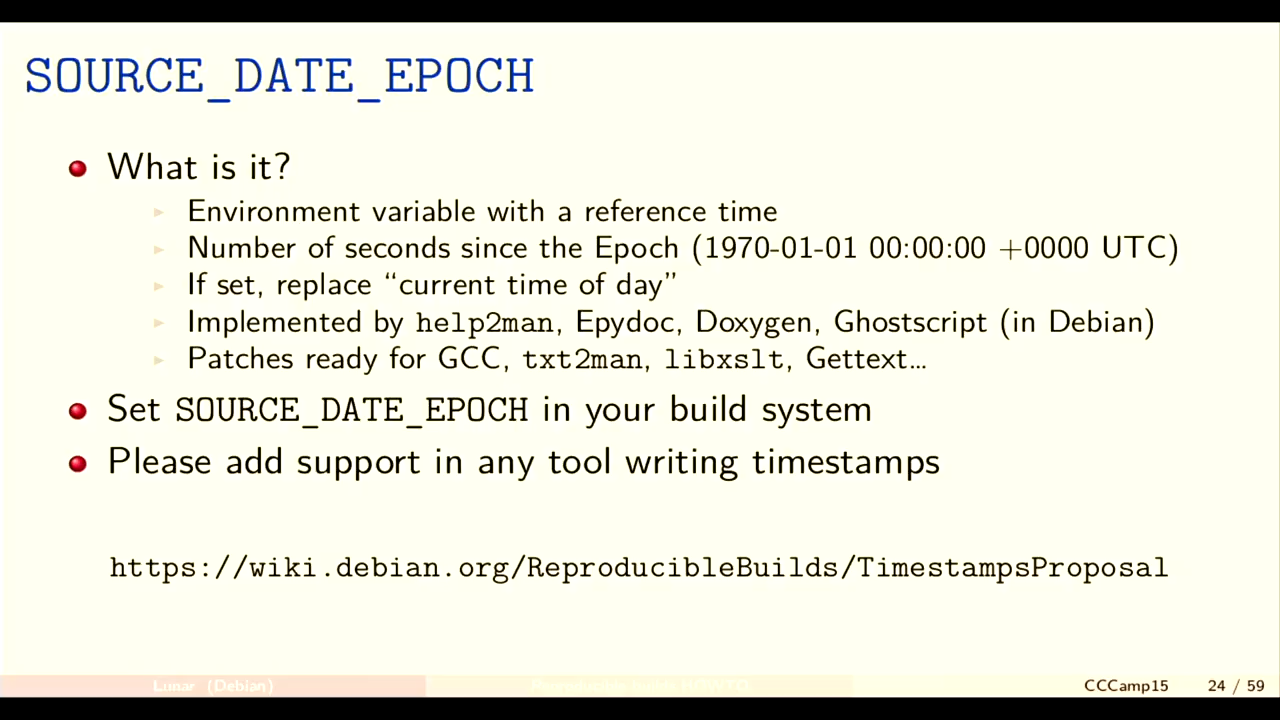 SOURCE_DATE_EPOCH
What is it?
Environment variable with a reference time
Number of seconds since the Epoch (1970-01-01 00:00:00 +0000 UTC)
If set, replace “current time of day”
Implemented by help2man, Epydoc, Doxygen, Ghostscript (in Debian)
Patches ready for GCC, txt2man, libxslt, Gettext…
Set SOURCE_DATE_EPOCH in your build system
Please add support in any tool writing timestamps
https://wiki.debian.org/ReproducibleBuilds/TimestampsProposal
Lunar (Debian)
CCCamp15 24 / 59